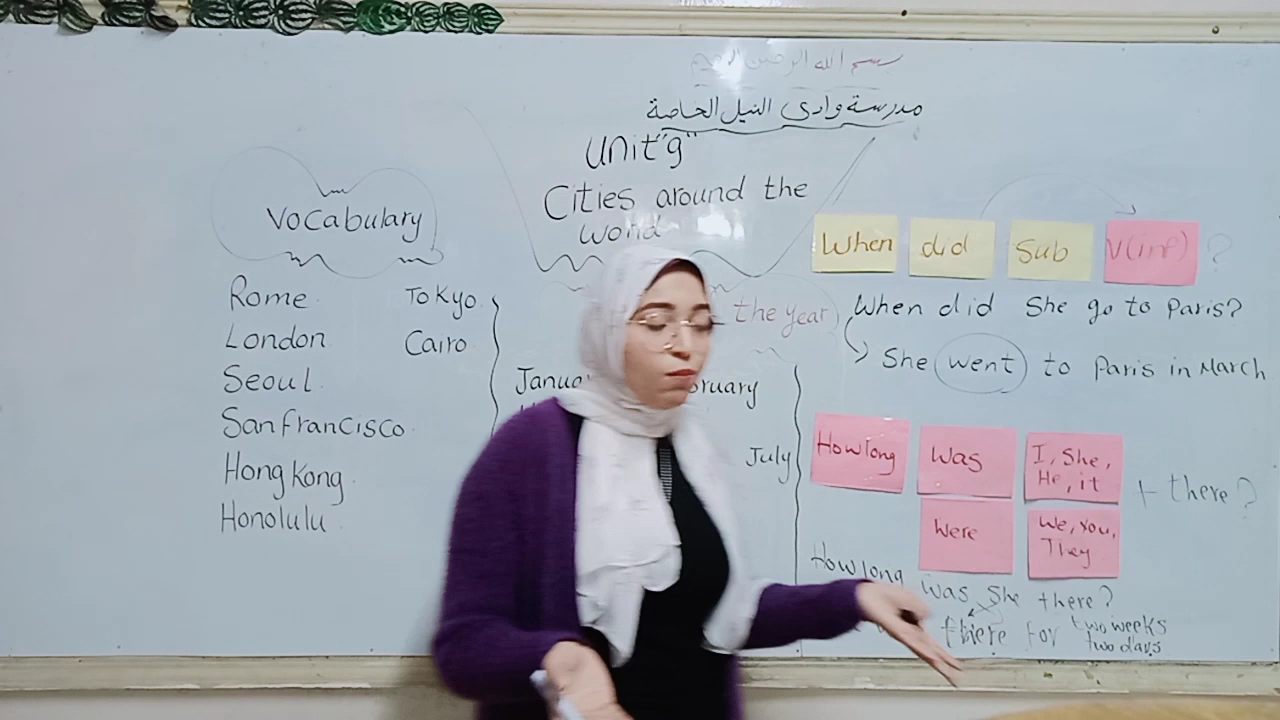 بسم الله الرحمن الرحيم
مدرسة وادى النيل الخاصة
Unit "9"
Cities around the
world
Vocabulary
Rome Tokyo
London Cairo
Seoul
San francisco
Hong Kong
Honolulu
the year
July
When did Sub V(inf) ?
When did She go to Paris?
She went to Paris in March
How long was I, She,
He, it
+ there?
Were We, You,
They
How long was She there?
there for two weeks
two days